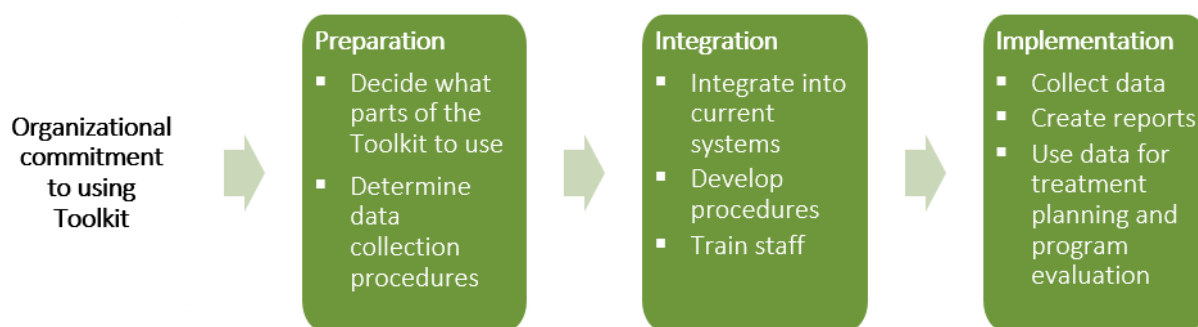 Organizational
commitment
to using
Toolkit
Preparation
▪ Decide what
parts of the
Toolkit to use
▪ Determine
data
collection
procedures
Integration
▪ Integrate into
current
systems
▪ Develop
procedures
▪ Train staff
Implementation
▪ Collect data
▪ Create reports
▪ Use data for
treatment
planning and
program
evaluation